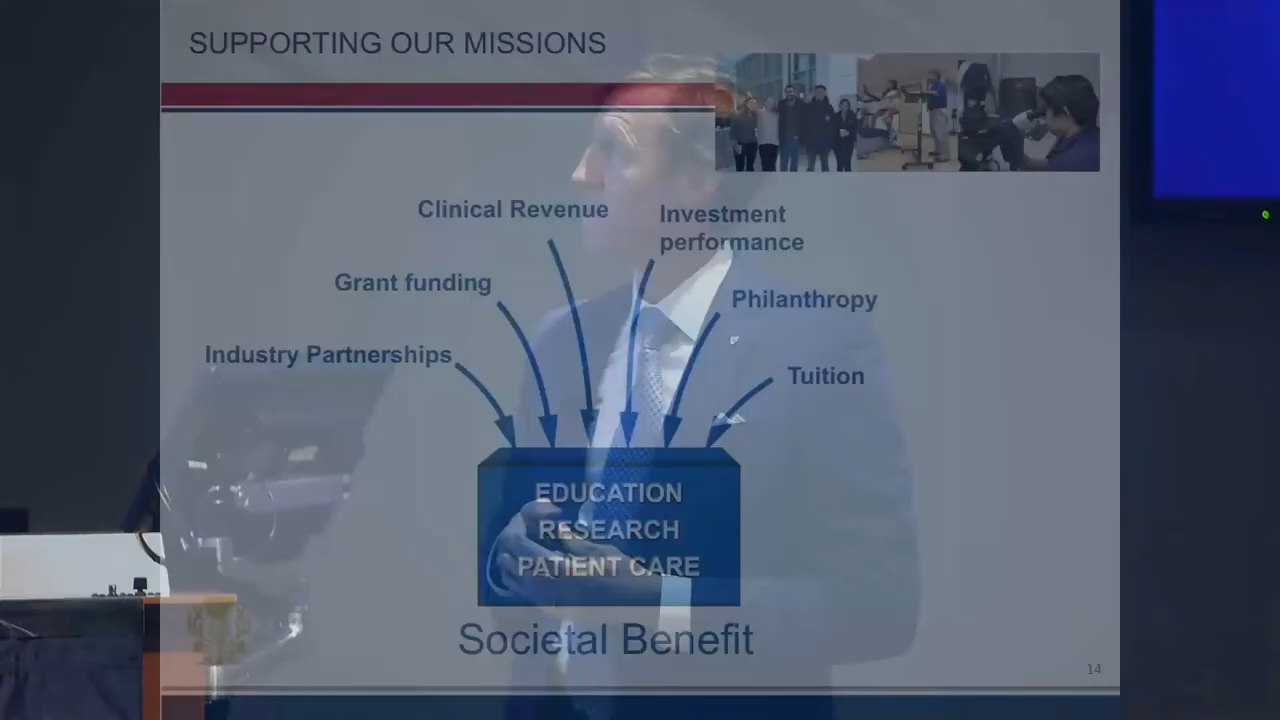 SUPPORTING OUR MISSIONS
Clinical Revenue
Investment
performance
Grant funding
Philanthropy
Industry Partnerships
Tuition
EDUCATION
RESEARCH
PATIENT CARE
Societal Benefit
14